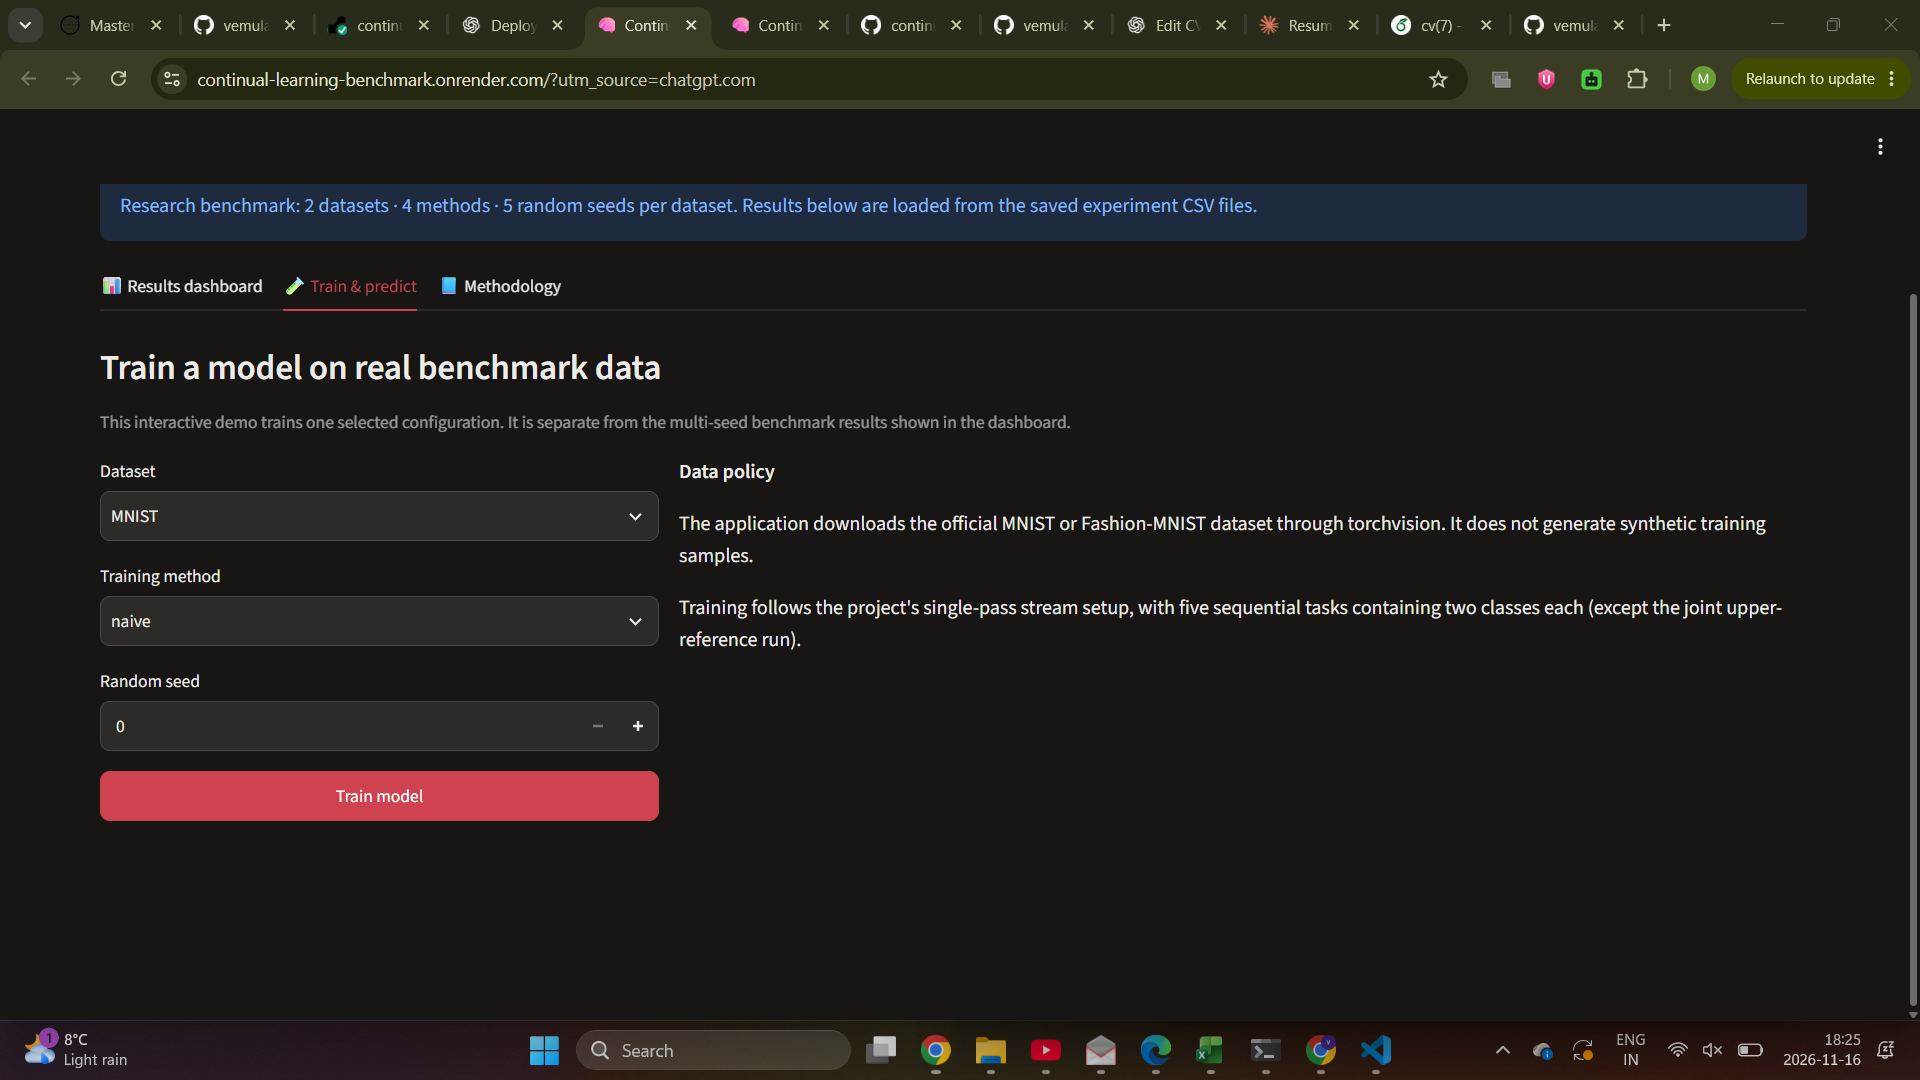 Master
vemula
contin
Deploy
Contin
Contin
contin
vemula
Edit CV
Resum
cv(7) -
vemula
continual-learning-benchmark.onrender.com/?utm_source=chatgpt.com
M
Relaunch to update
Research benchmark: 2 datasets · 4 methods · 5 random seeds per dataset. Results below are loaded from the saved experiment CSV files.
Results dashboard
Train & predict
Methodology
Train a model on real benchmark data
This interactive demo trains one selected configuration. It is separate from the multi-seed benchmark results shown in the dashboard.
Dataset
MNIST
Training method
naive
Random seed
0
Train model
Data policy
The application downloads the official MNIST or Fashion-MNIST dataset through torchvision. It does not generate synthetic training
samples.
Training follows the project's single-pass stream setup, with five sequential tasks containing two classes each (except the joint upper-
reference run).
1
8°C
Light rain
Search
ENG
IN
18:25
2026-11-16